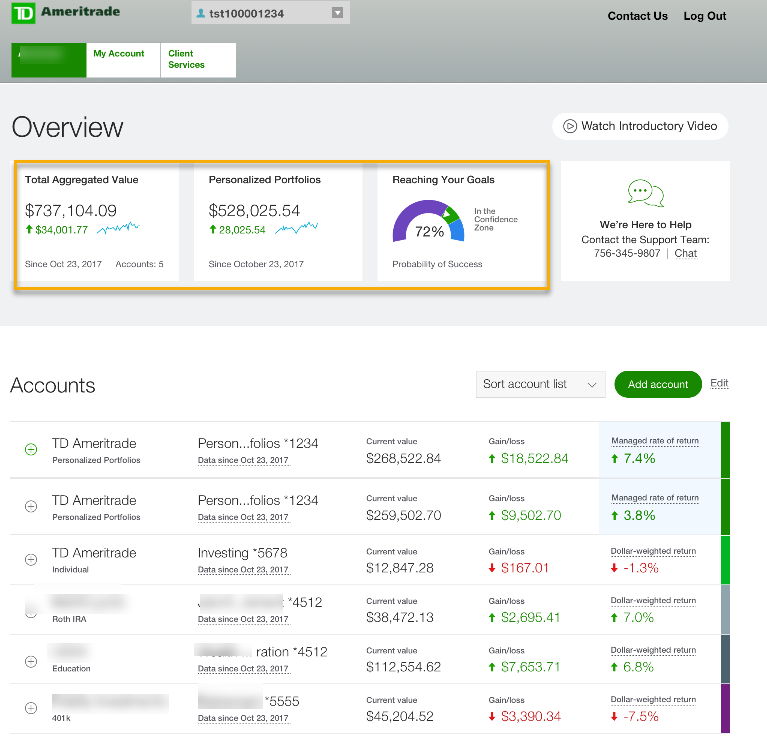 TD Ameritrade
tst100001234
Contact Us Log Out
My Account
Client
Services
Overview
Watch Introductory Video
Total Aggregated Value
$737,104.09
$34,001.77
Since Oct 23, 2017 Accounts: 5
Personalized Portfolios
$528,025.54
28,025.54
Since October 23, 2017
Reaching Your Goals
72%
In the
Confidence
Zone
Probability of Success
We're Here to Help
Contact the Support Team:
756-345-9807 | Chat
Accounts
Sort account list
Add account
Edit
TD Ameritrade
Personalized Portfolios
Person...folios *1234
Data since Oct 23, 2017
Current value
$268,522.84
Gain/loss
$18,522.84
Managed rate of return
7.4%
TD Ameritrade
Personalized Portfolios
Person...folios *1234
Data since Oct 23, 2017
Current value
$259,502.70
Gain/loss
$9,502.70
Managed rate of return
3.8%
TD Ameritrade
Individual
Investing *5678
Data since Oct 23, 2017
Current value
$12,847.28
Gain/loss
$167.01
Dollar-weighted return
-1.3%
Roth IRA
*4512
Data since Oct 23, 2017
Current value
$38,472.13
Gain/loss
$2,695.41
Dollar-weighted return
7.0%
Education
... ration *4512
Data since Oct 23, 2017
Current value
$112,554.62
Gain/loss
$7,653.71
Dollar-weighted return
6.8%
401k
*5555
Data since Oct 23, 2017
Current value
$45,204.52
Gain/loss
$3,390.34
Dollar-weighted return
-7.5%